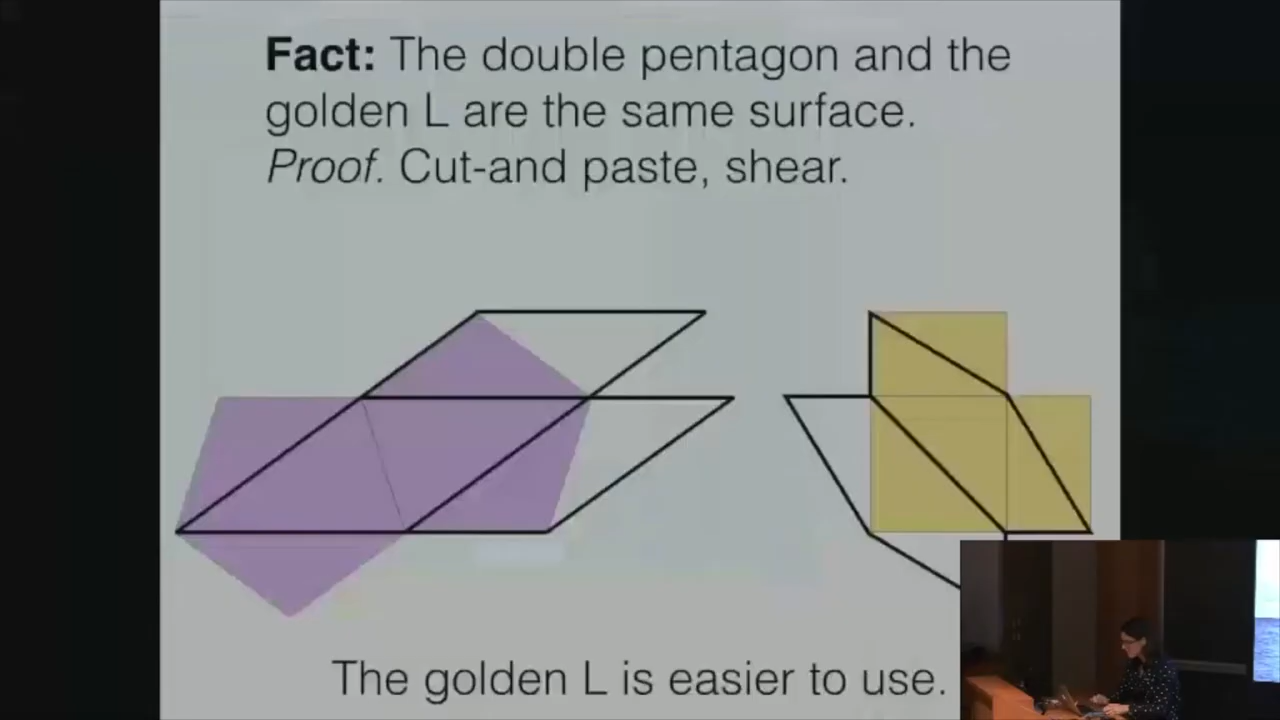 Fact: The double pentagon and the
golden L are the same surface.
Proof. Cut-and paste, shear.
The golden L is easier to use.